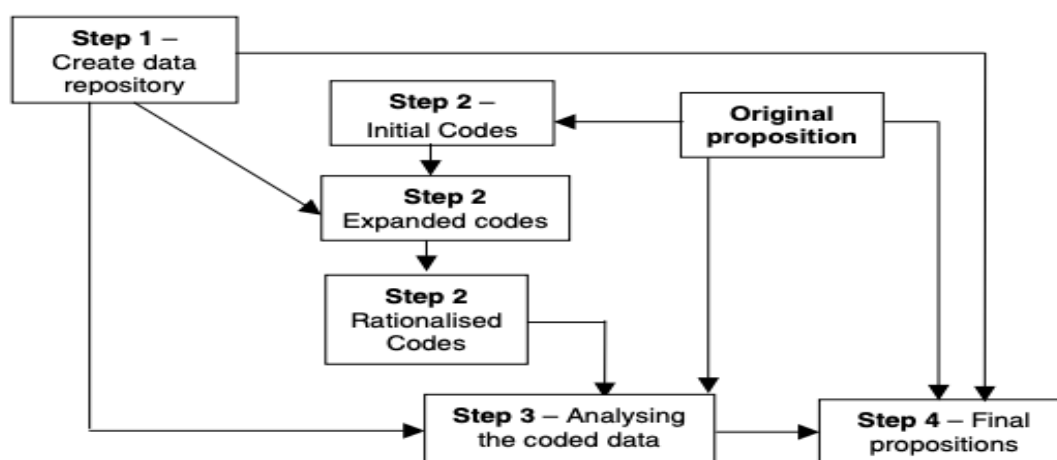 Step 1 –
Create data
repository
Step 2 –
Initial Codes
Original
proposition
Step 2
Expanded codes
Step 2
Rationalised
Codes
Step 3 – Analysing
the coded data
Step 4 – Final
propositions